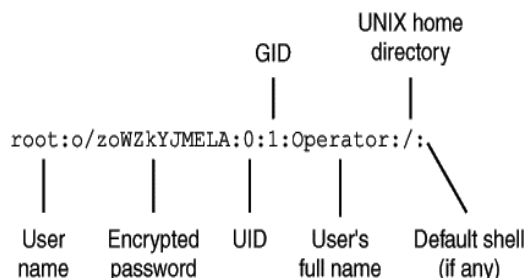 UNIX home
directory
GID
root:o/zoWZkYJMELA:0:1:Operator:/:
User
name
Encrypted
password
UID
User's
full name
Default shell
(if any)